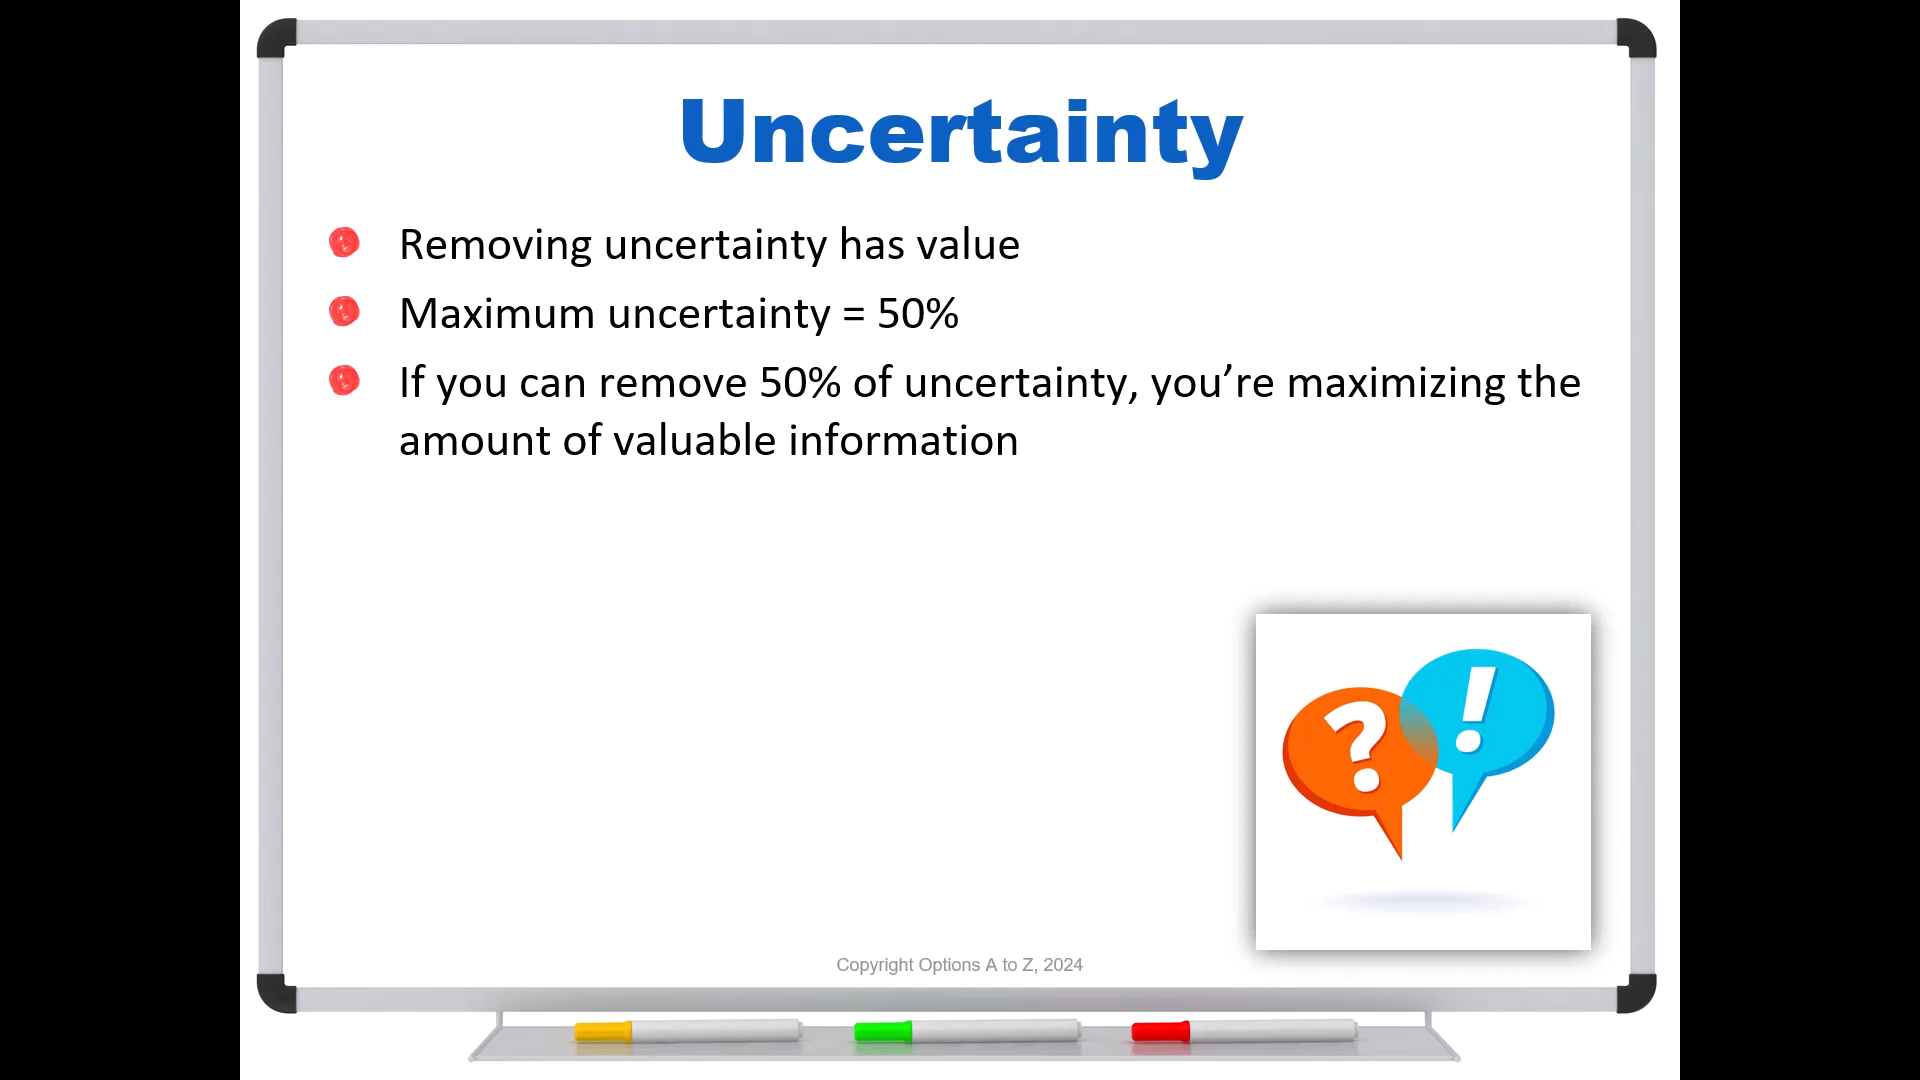 Uncertainty
Removing uncertainty has value
Maximum uncertainty = 50%
If you can remove 50% of uncertainty, you’re maximizing the
amount of valuable information
? !
Copyright Options A to Z, 2024